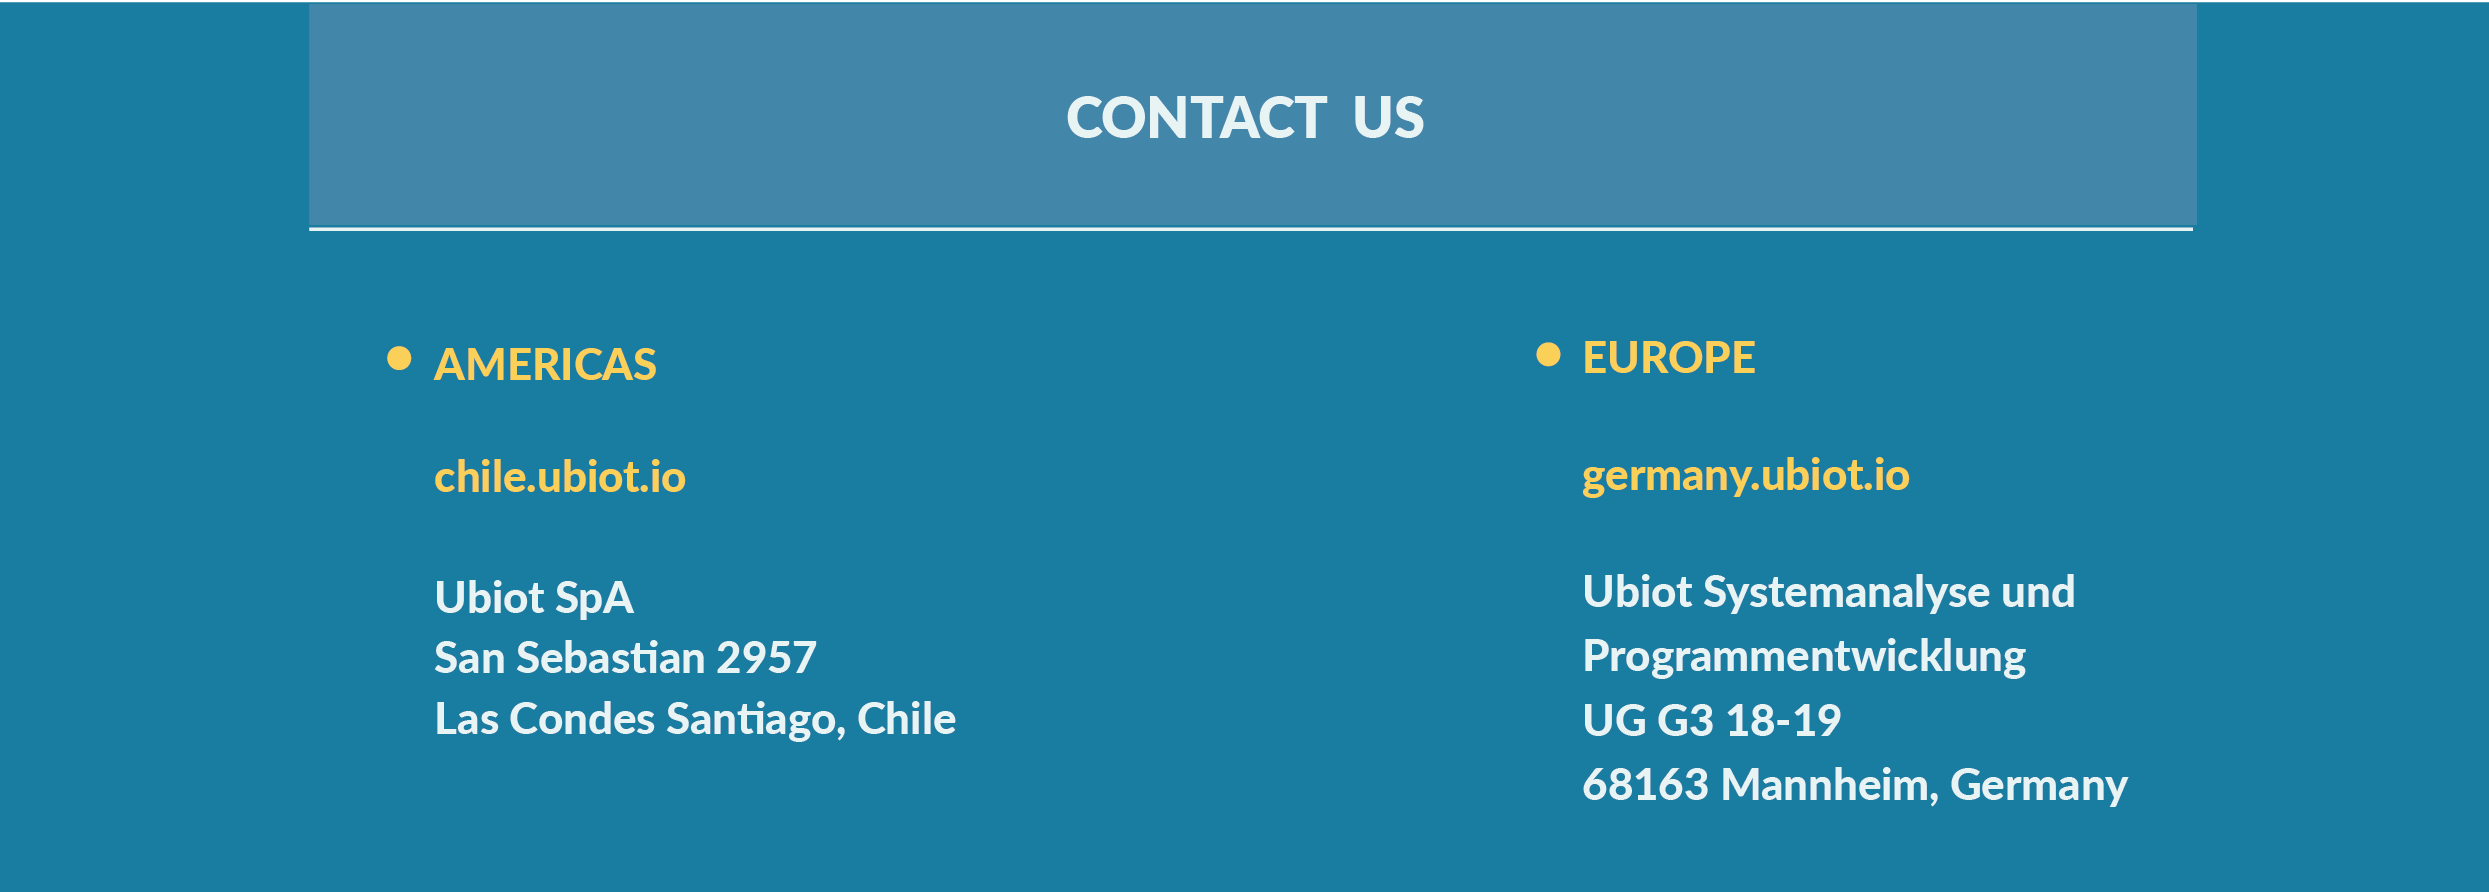 CONTACT US
AMERICAS
chile.ubiot.io
Ubiot SpA
San Sebastian 2957
Las Condes Santiago, Chile
EUROPE
germany.ubiot.io
Ubiot Systemanalyse und
Programmentwicklung
UG G3 18-19
68163 Mannheim, Germany